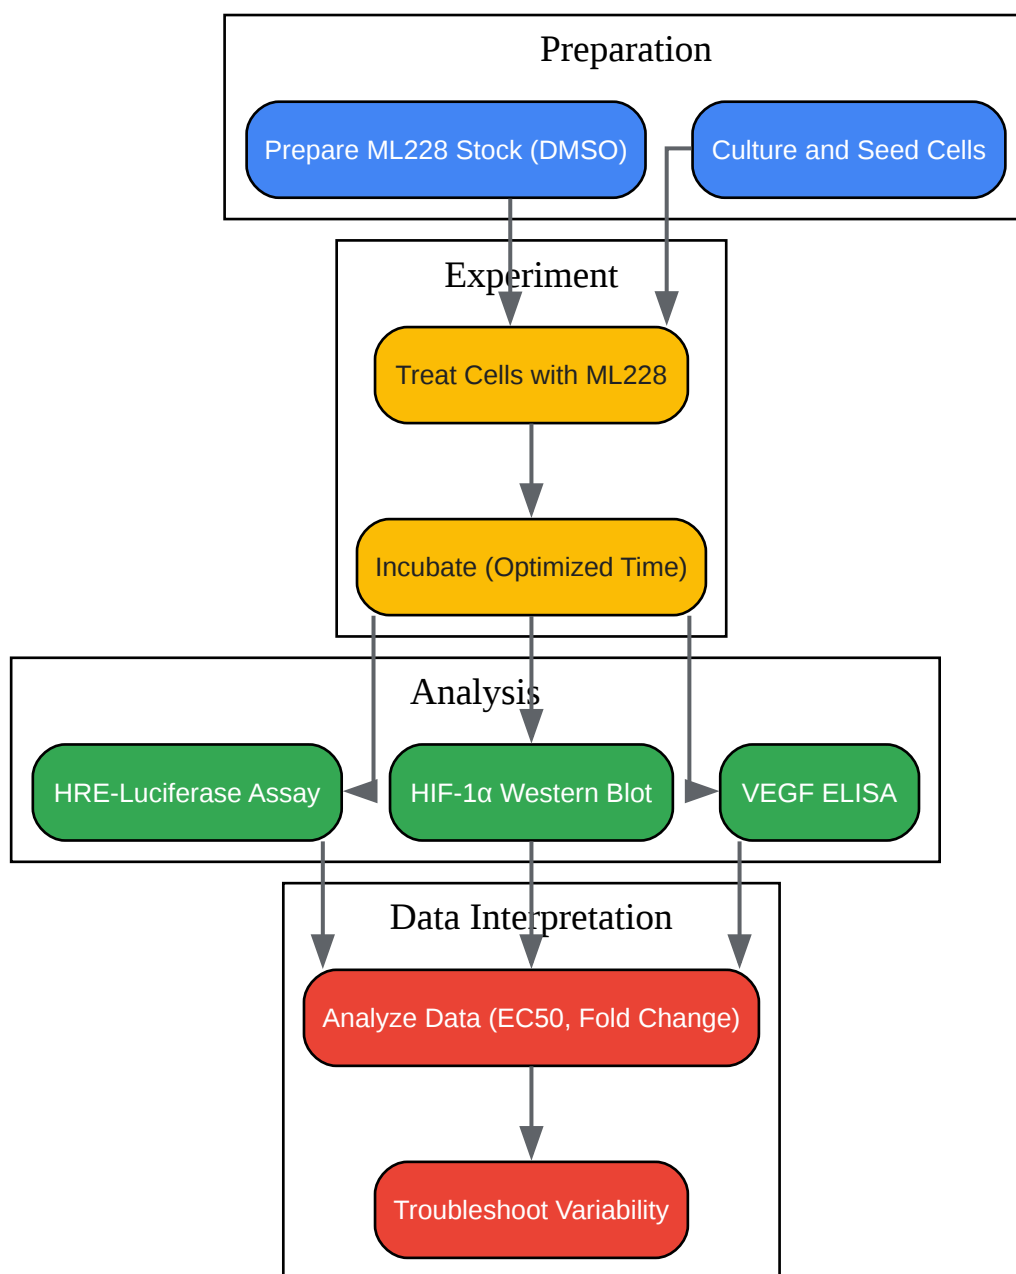 Preparation
Prepare ML228 Stock (DMSO)
Culture and Seed Cells
Experiment
Treat Cells with ML228
Incubate (Optimized Time)
Analysis
HRE-Luciferase Assay
HIF-1α Western Blot
VEGF ELISA
Data Interpretation
Analyze Data (EC50, Fold Change)
Troubleshoot Variability